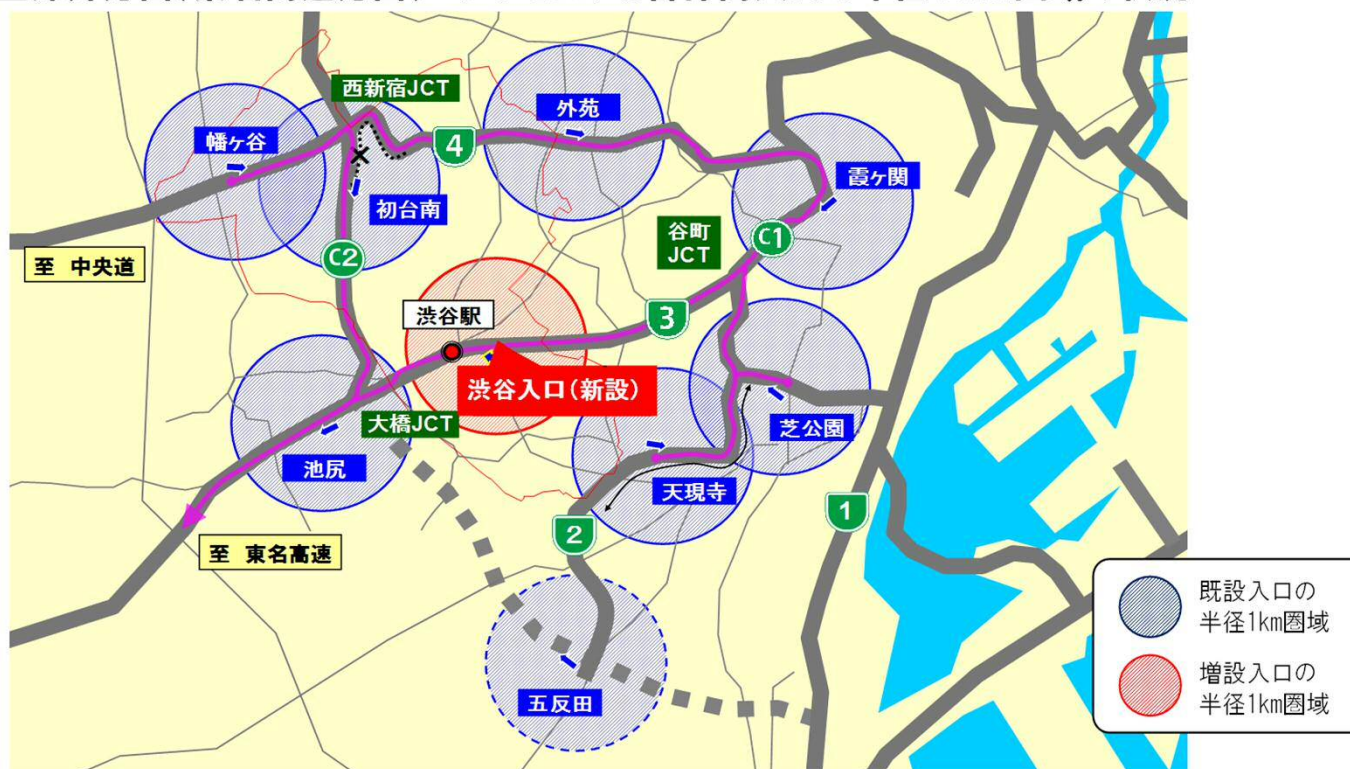 西新宿JCT
外苑
幡ヶ谷
4
霞ヶ関
初台南
谷町
JCT
C1
C2
至 中央道
渋谷駅
3
渋谷入口(新設)
大橋JCT
芝公園
池尻
天現寺
1
2
至 東名高速
既設入口の
半径1km圏域
増設入口の
半径1km圏域
五反田